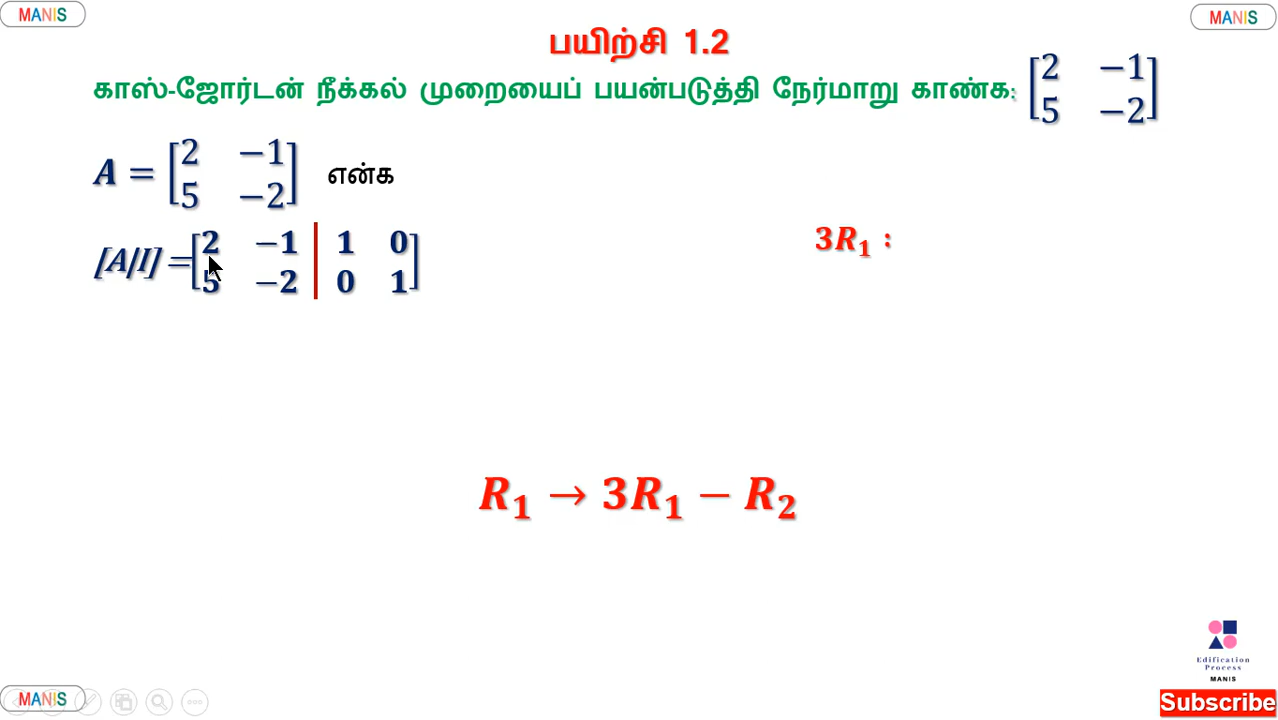 MANIS
MANIS
பயிற்சி 1.2
காஸ்-ஜோர்டன் நீக்கல் முறையைப் பயன்படுத்தி நேர்மாறு காண்க: [2 −1
5 −2]
A = [2 −1
5 −2] என்க
[A/I] = [2 −1 | 1 0
5 −2 | 0 1]
3R₁ :
R₁ → 3R₁ − R₂
Edification
Process
MANIS
MANIS
Subscribe